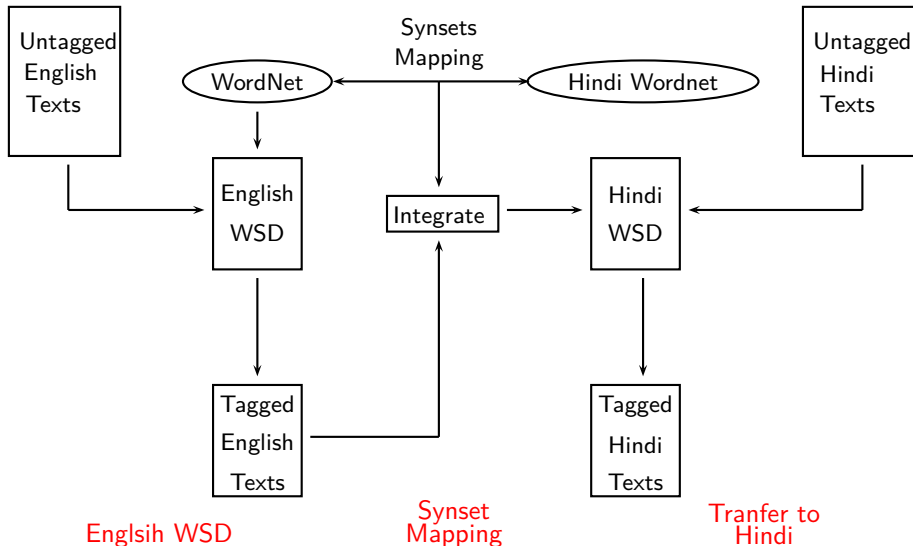 Untagged
English
Texts
WordNet
Synsets
Mapping
Hindi Wordnet
Untagged
Hindi
Texts
English
WSD
Integrate
Hindi
WSD
Tagged
English
Texts
Tagged
Hindi
Texts
Englsih WSD
Synset
Mapping
Tranfer to
Hindi